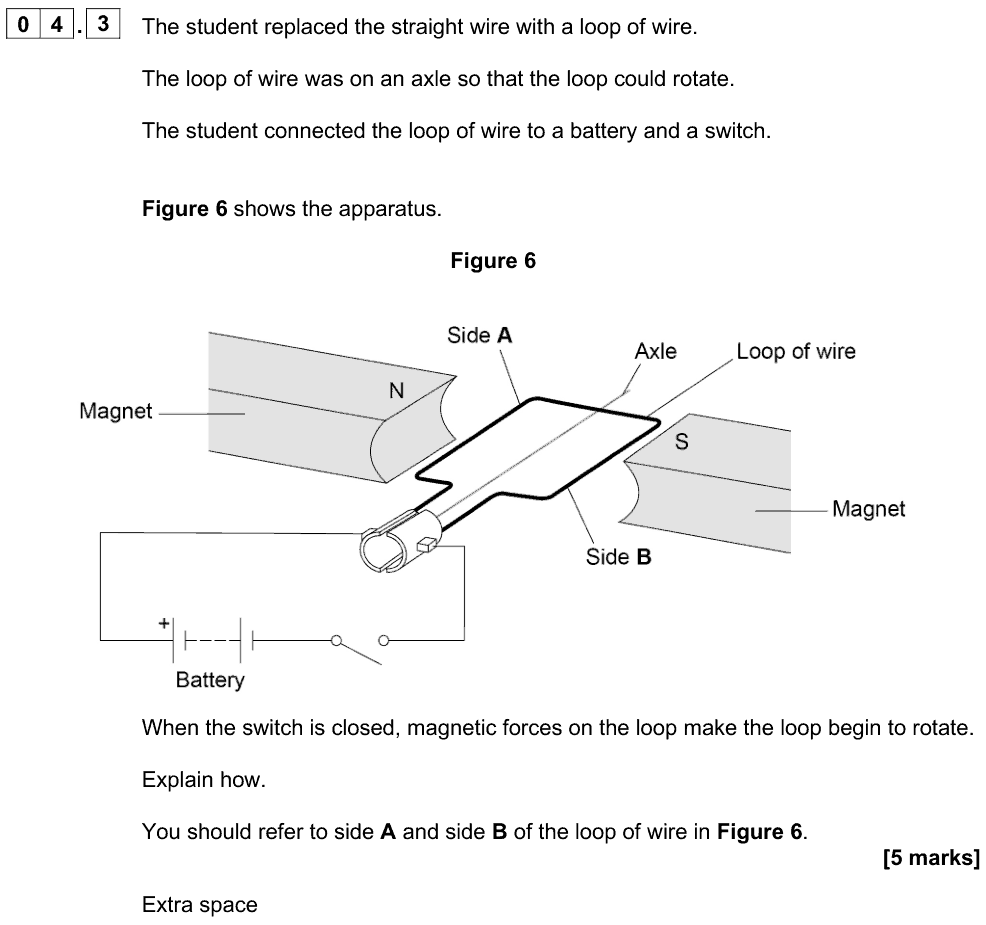 0 4 . 3 The student replaced the straight wire with a loop of wire.
The loop of wire was on an axle so that the loop could rotate.
The student connected the loop of wire to a battery and a switch.
Figure 6 shows the apparatus.
Figure 6
Side A
Axle
Loop of wire
N
Magnet
S
Magnet
Side B
+
Battery
When the switch is closed, magnetic forces on the loop make the loop begin to rotate.
Explain how.
You should refer to side A and side B of the loop of wire in Figure 6.
[5 marks]
Extra space